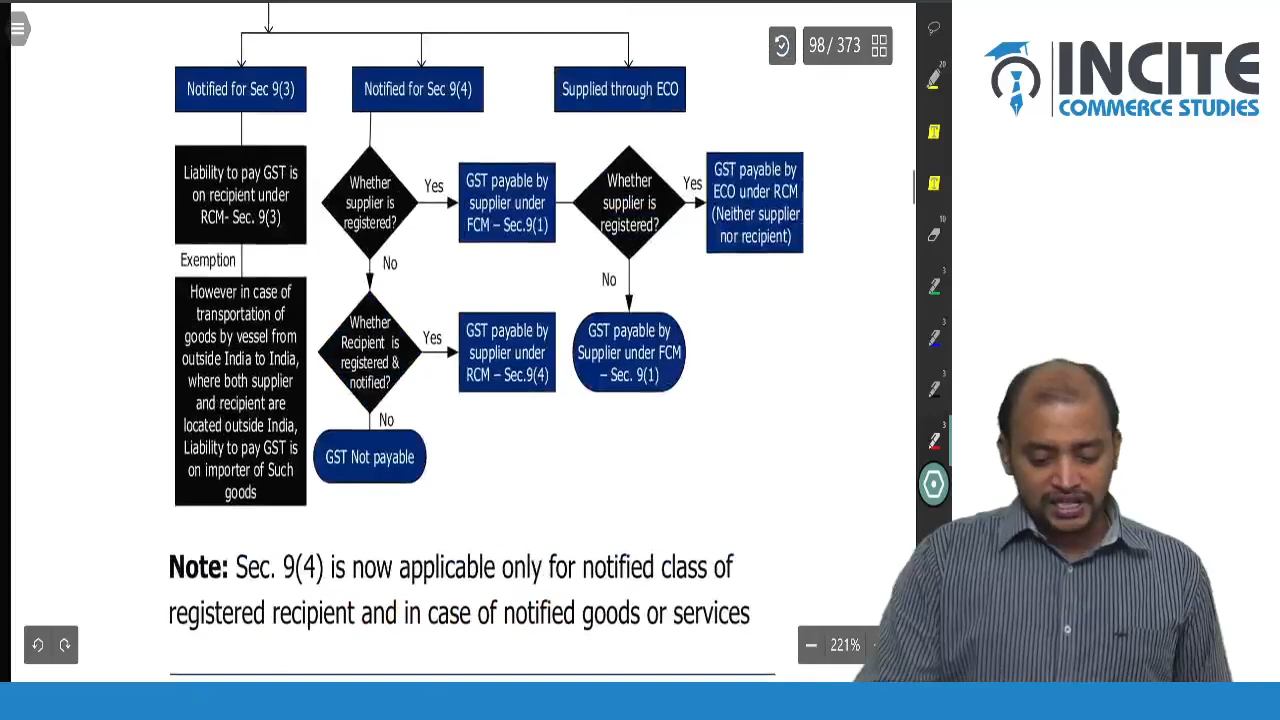 98/373
INCITE
COMMERCE STUDIES
Notified for Sec 9(3)
Notified for Sec 9(4)
Supplied through ECO
Liability to pay GST is
on recipient under
RCM- Sec. 9(3)
Exemption
However in case of
transportation of
goods by vessel from
outside India to India,
where both supplier
and recipient are
located outside India,
Liability to pay GST is
on importer of Such
goods
Whether
supplier is
registered?
Yes
GST payable by
supplier under
FCM – Sec.9(1)
No
Whether
Recipient is
registered &
notified?
Yes
GST payable by
supplier under
RCM – Sec.9(4)
No
GST Not payable
Whether
supplier is
registered?
Yes
GST payable by
ECO under RCM
(Neither supplier
nor recipient)
No
GST payable by
Supplier under FCM
– Sec. 9(1)
Note: Sec. 9(4) is now applicable only for notified class of
registered recipient and in case of notified goods or services
221%
20
T
T
10
3
3
3
3